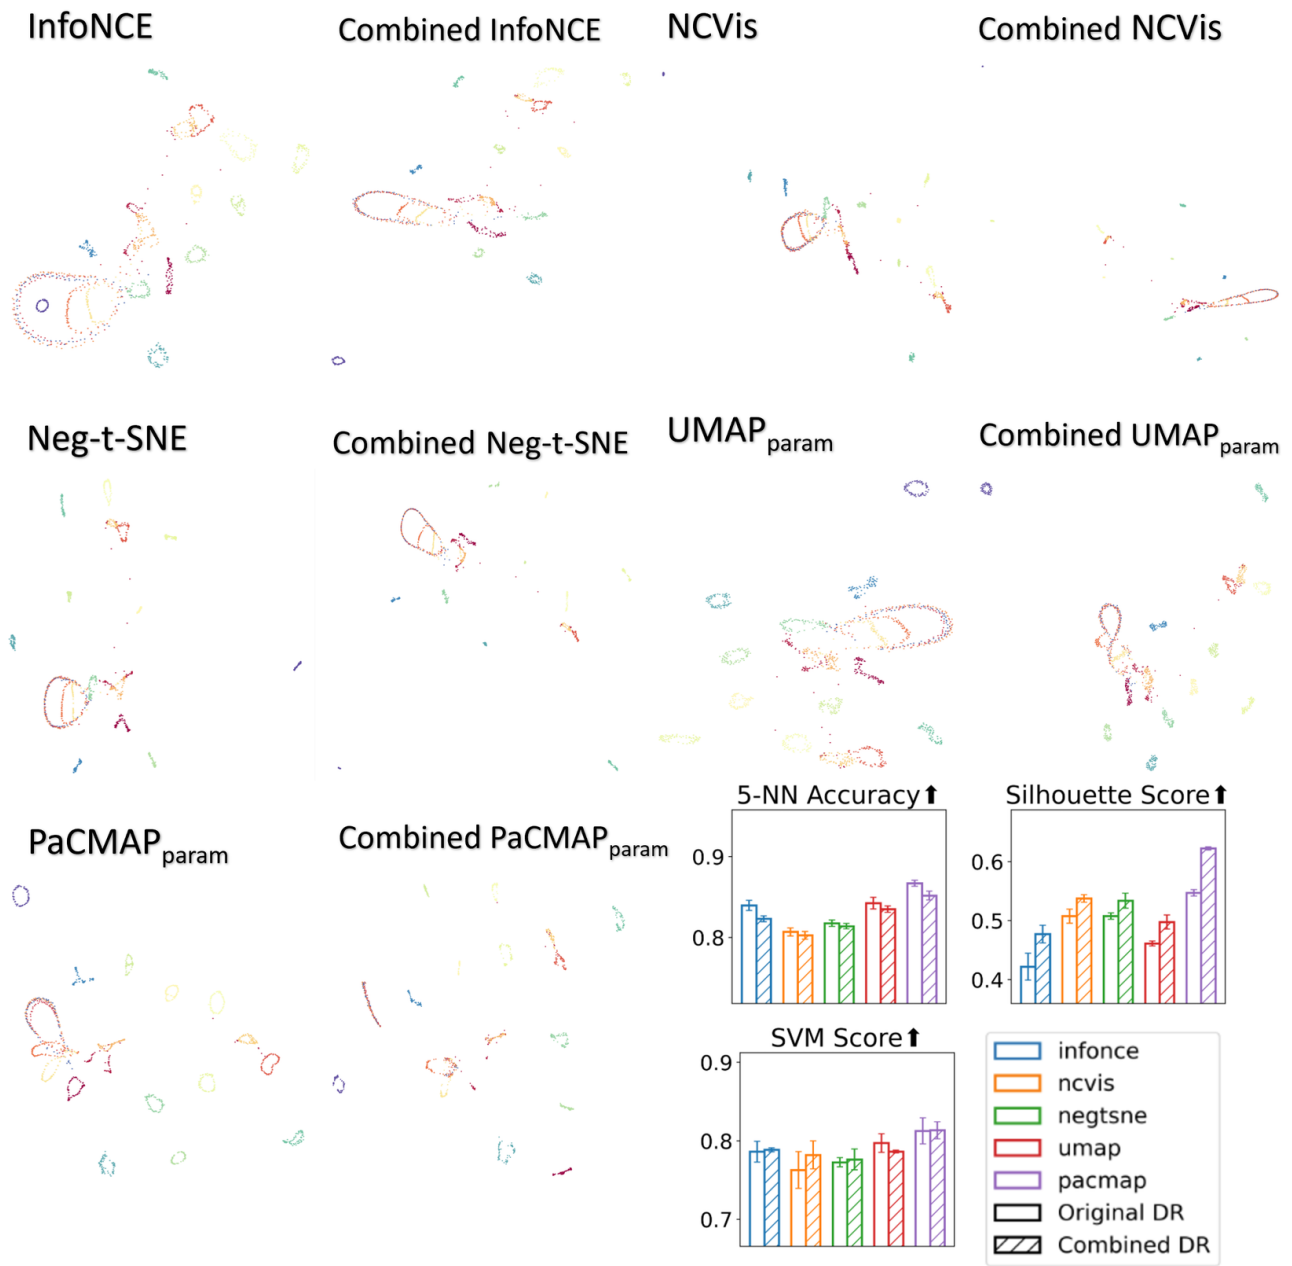 InfoNCE
Combined InfoNCE
NCVis
Combined NCVis
Neg-t-SNE
Combined Neg-t-SNE
UMAPparam
Combined UMAPparam
PaCMAPparam
Combined PaCMAPparam
5-NN Accuracy⬆
0.9
0.8
Silhouette Score⬆
0.6
0.5
0.4
SVM Score⬆
0.9
0.8
0.7
infonce
ncvis
negtsne
umap
pacmap
Original DR
Combined DR